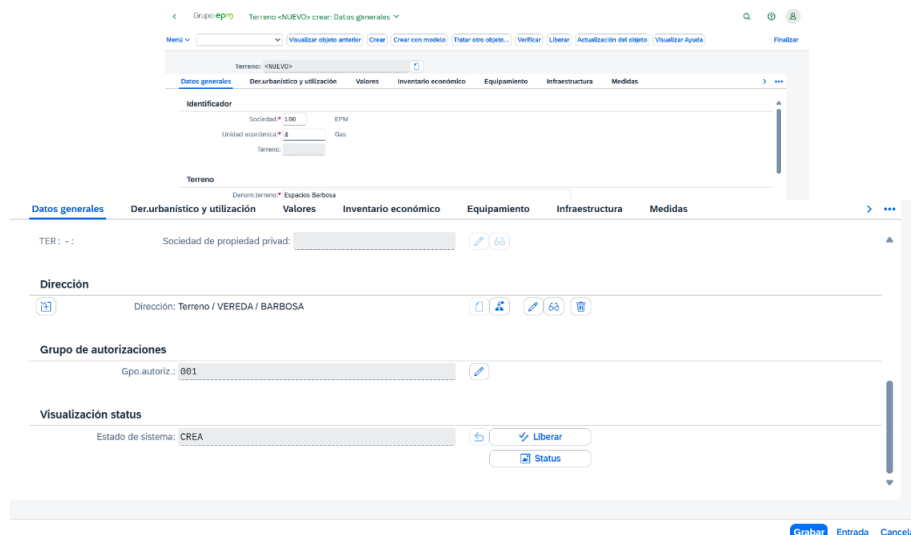 Grupo·epm Terreno <NUEVO> crear: Datos generales
Menú Visualizar objeto anterior Crear Crear con modelo Tratar otro objeto... Verificar Liberar Actualización del objeto Visualizar Ayuda Finalizar
Terreno: <NUEVO>
Datos generales Der.urbanístico y utilización Valores Inventario económico Equipamiento Infraestructura Medidas
Identificador
Sociedad:* 100 EPM
Unidad económica:* 4 Gas
Terreno:
Terreno
Denom.terreno:* Espacios Barbosa
Datos generales Der.urbanístico y utilización Valores Inventario económico Equipamiento Infraestructura Medidas
TER: -: Sociedad de propiedad privad:
Dirección
Dirección: Terreno / VEREDA / BARBOSA
Grupo de autorizaciones
Gpo.autoriz.: 001
Visualización status
Estado de sistema: CREA Liberar
Status
Grabar Entrada Cancela